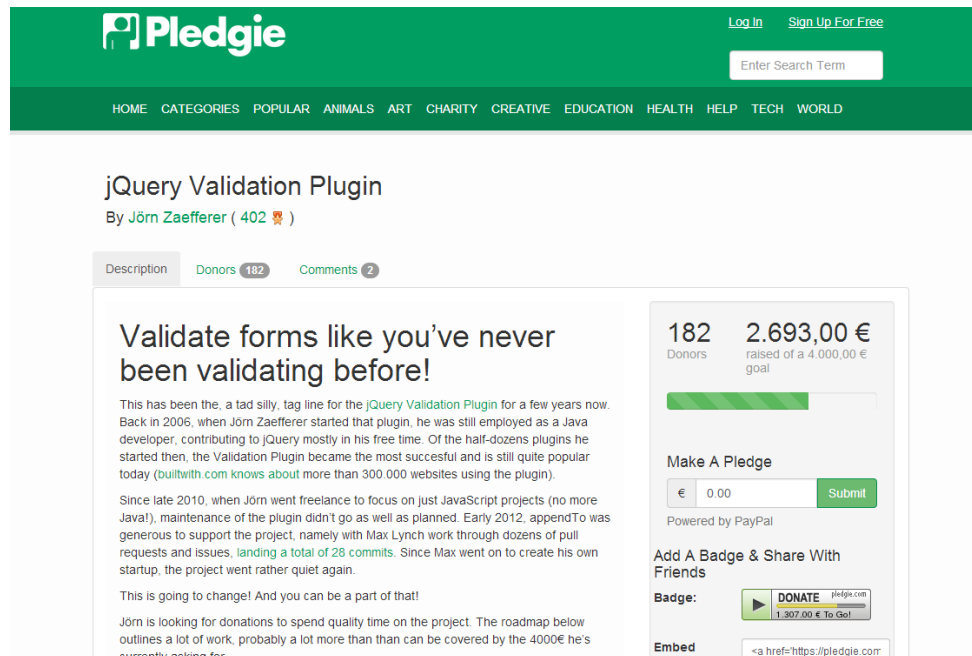 Pledgie
Log In Sign Up For Free
Enter Search Term
HOME CATEGORIES POPULAR ANIMALS ART CHARITY CREATIVE EDUCATION HEALTH HELP TECH WORLD
jQuery Validation Plugin
By Jörn Zaefferer ( 402 )
Description Donors 182 Comments 2
Validate forms like you've never
been validating before!
This has been the, a tad silly, tag line for the jQuery Validation Plugin for a few years now.
Back in 2006, when Jörn Zaefferer started that plugin, he was still employed as a Java
developer, contributing to jQuery mostly in his free time. Of the half-dozens plugins he
started then, the Validation Plugin became the most succesful and is still quite popular
today (builtwith.com knows about more than 300.000 websites using the plugin).
Since late 2010, when Jörn went freelance to focus on just JavaScript projects (no more
Java!), maintenance of the plugin didn't go as well as planned. Early 2012, appendTo was
generous to support the project, namely with Max Lynch work through dozens of pull
requests and issues, landing a total of 28 commits. Since Max went on to create his own
startup, the project went rather quiet again.
This is going to change! And you can be a part of that!
Jörn is looking for donations to spend quality time on the project. The roadmap below
outlines a lot of work, probably a lot more than than can be covered by the 4000€ he's
currently asking for.
182 2.693,00 €
Donors raised of a 4.000,00 €
goal
Make A Pledge
€ 0.00 Submit
Powered by PayPal
Add A Badge & Share With
Friends
Badge: DONATE pledgie.com
1.307.00 € To Go!
Embed <a href='https://pledgie.com